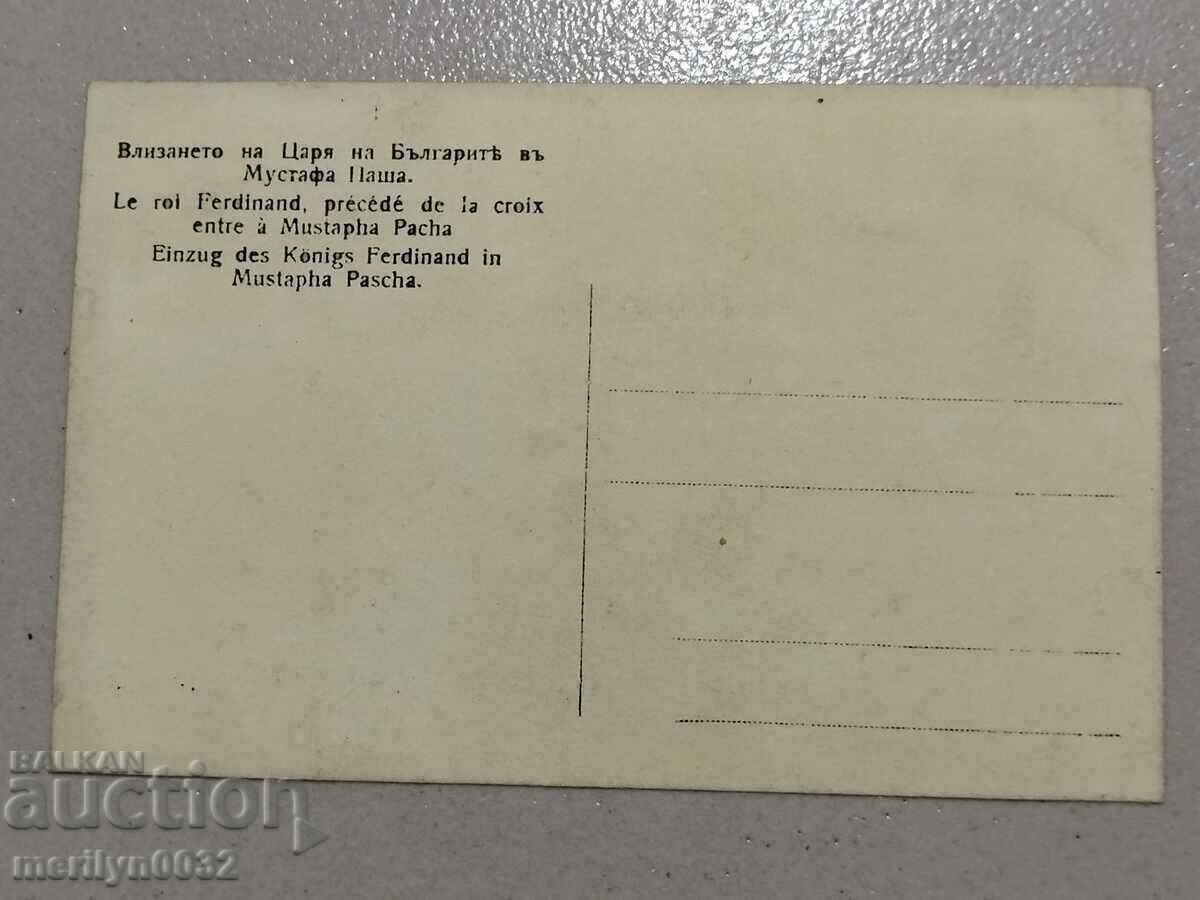 Влизането на Царя на Българитѣ въ
Мустафа Паша.
Le roi Ferdinand, précédé de la croix
entre à Mustapha Pacha
Einzug des Königs Ferdinand in
Mustapha Pascha.
BALKAN
auction
merilyn0032